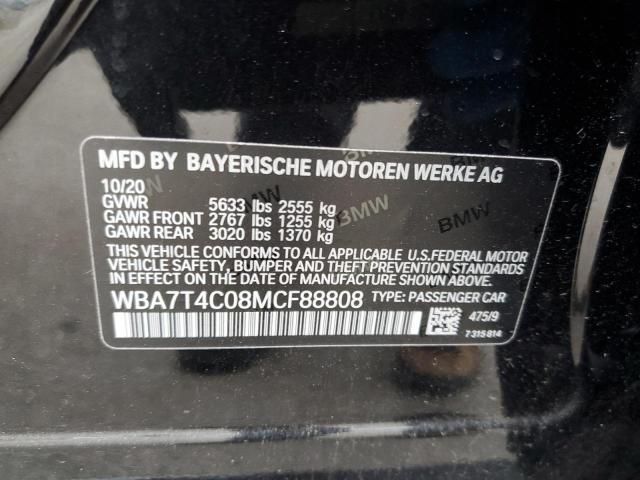 MFD BY BAYERISCHE MOTOREN WERKE AG
10/20
GVWR 5633 lbs 2555 kg
GAWR FRONT 2767 lbs 1255 kg
GAWR REAR 3020 lbs 1370 kg
THIS VEHICLE CONFORMS TO ALL APPLICABLE U.S.FEDERAL MOTOR
VEHICLE SAFETY, BUMPER AND THEFT PREVENTION STANDARDS
IN EFFECT ON THE DATE OF MANUFACTURE SHOWN ABOVE.
WBA7T4C08MCF88808 TYPE: PASSENGER CAR
475/9
7315814
BMW
BMW
BMW
BMW